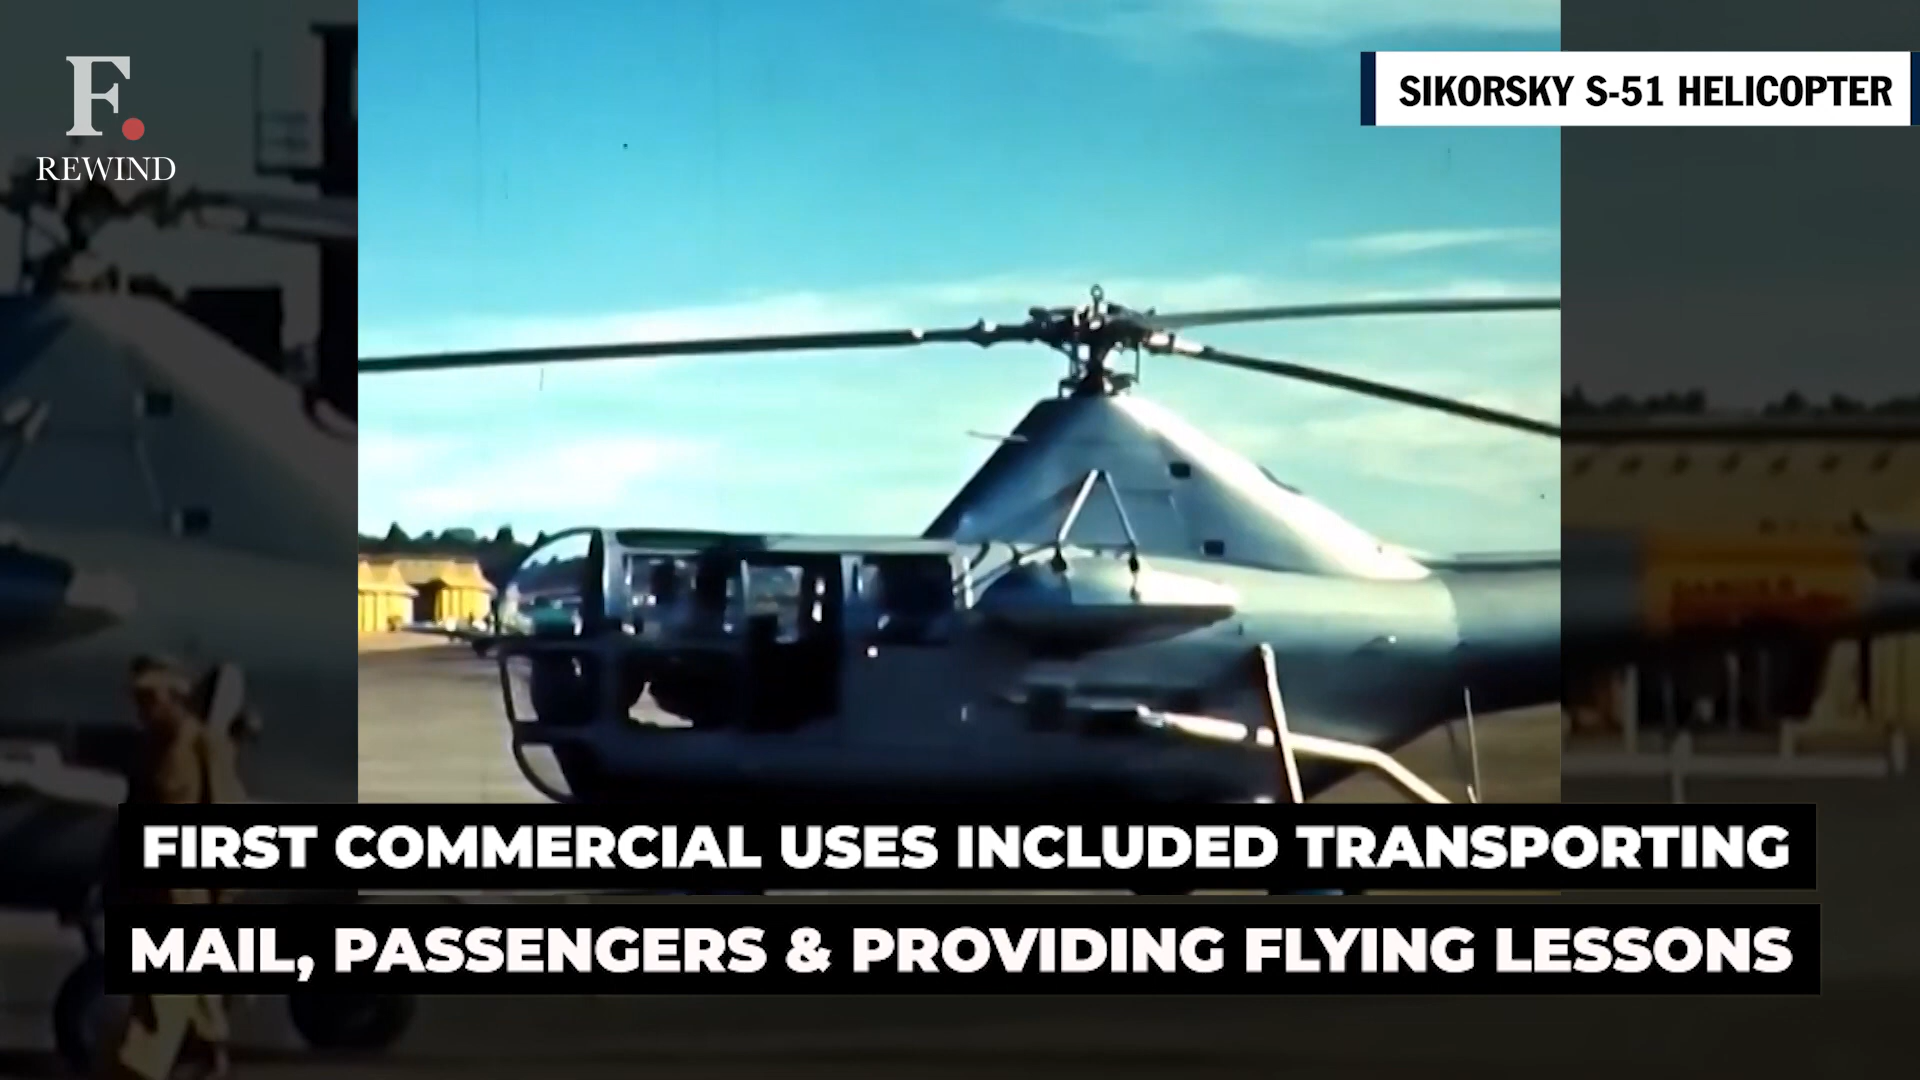 F.
REWIND
SIKORSKY S-51 HELICOPTER
FIRST COMMERCIAL USES INCLUDED TRANSPORTING
MAIL, PASSENGERS & PROVIDING FLYING LESSONS